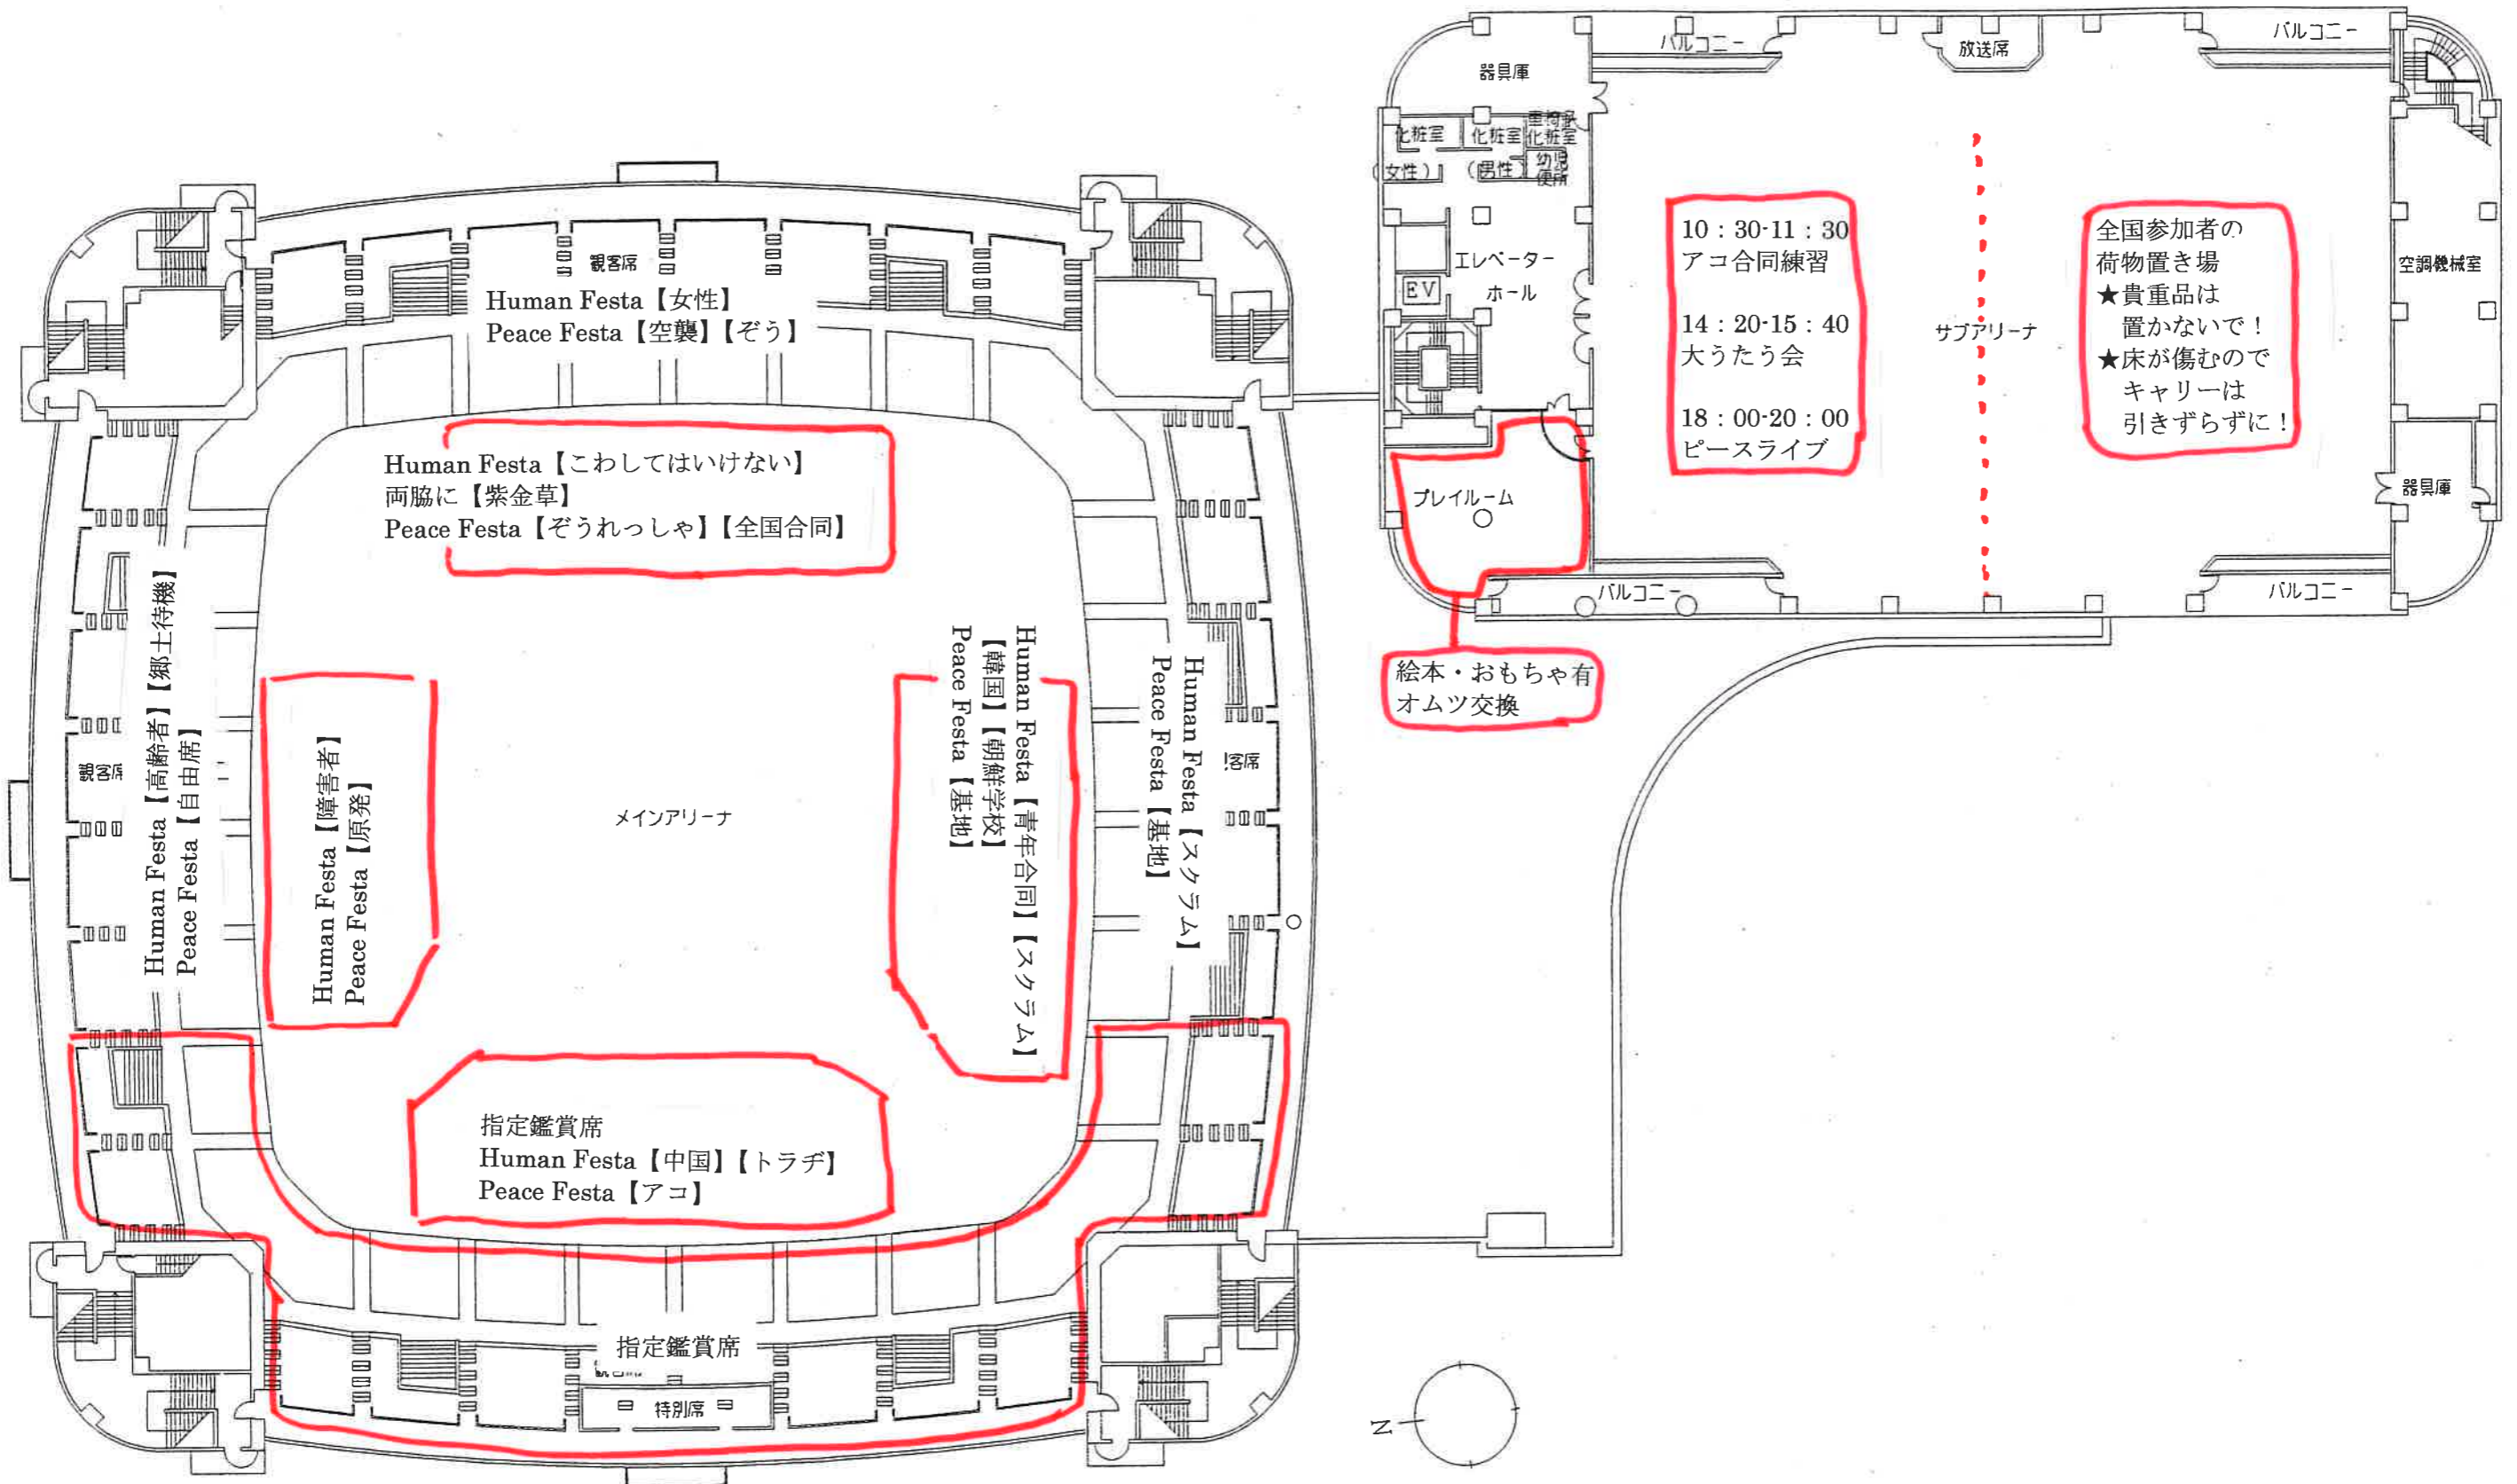 観客席
Human Festa【女性】
Peace Festa【空襲】【ぞう】
Human Festa【こわしてはいけない】
両脇に【紫金草】
Peace Festa【ぞうれっしゃ】【全国合同】
観客席
Human Festa【高齢者】【郷土待機】
Peace Festa【自由席】
Human Festa【障害者】
Peace Festa【原発】
メインアリーナ
Human Festa【青年合同】【スクラム】
【韓国】【朝鮮学校】
Peace Festa【基地】
Human Festa【スクラム】
Peace Festa【基地】
客席
指定鑑賞席
Human Festa【中国】【トラヂ】
Peace Festa【アコ】
指定鑑賞席
特別席
バルコニー
放送席
バルコニー
器具庫
化粧室
(女性)
化粧室
(男性)
車椅子
化粧室
幼児
便所
エレベーター
ホール
EV
10：30-11：30
アコ合同練習
14：20-15：40
大うたう会
18：00-20：00
ピースライブ
サブアリーナ
全国参加者の
荷物置き場
★貴重品は
置かないで！
★床が傷むので
キャリーは
引きずらずに！
空調機械室
器具庫
プレイルーム
バルコニー
バルコニー
絵本・おもちゃ有
オムツ交換
N